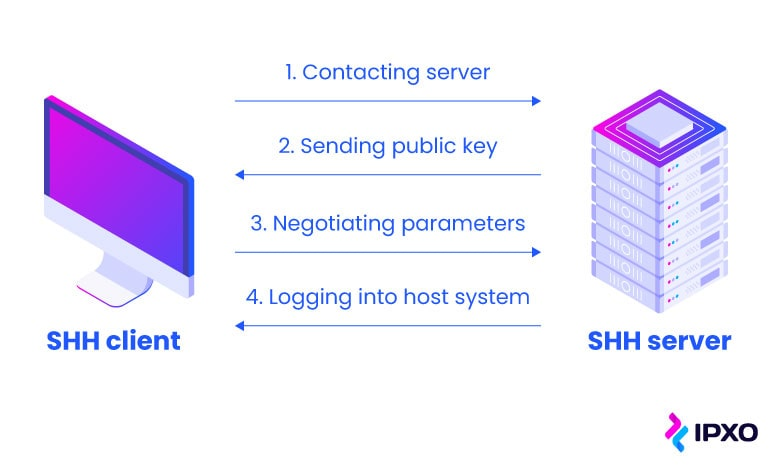 1. Contacting server
2. Sending public key
3. Negotiating parameters
4. Logging into host system
SHH client
SHH server
IPXO